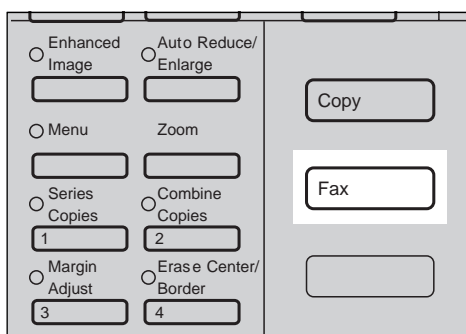 Enhanced
Image
Auto Reduce/
Enlarge
Menu
Zoom
Series
Copies
Combine
Copies
1
2
Margin
Adjust
Erase Center/
Border
3
4
Copy
Fax